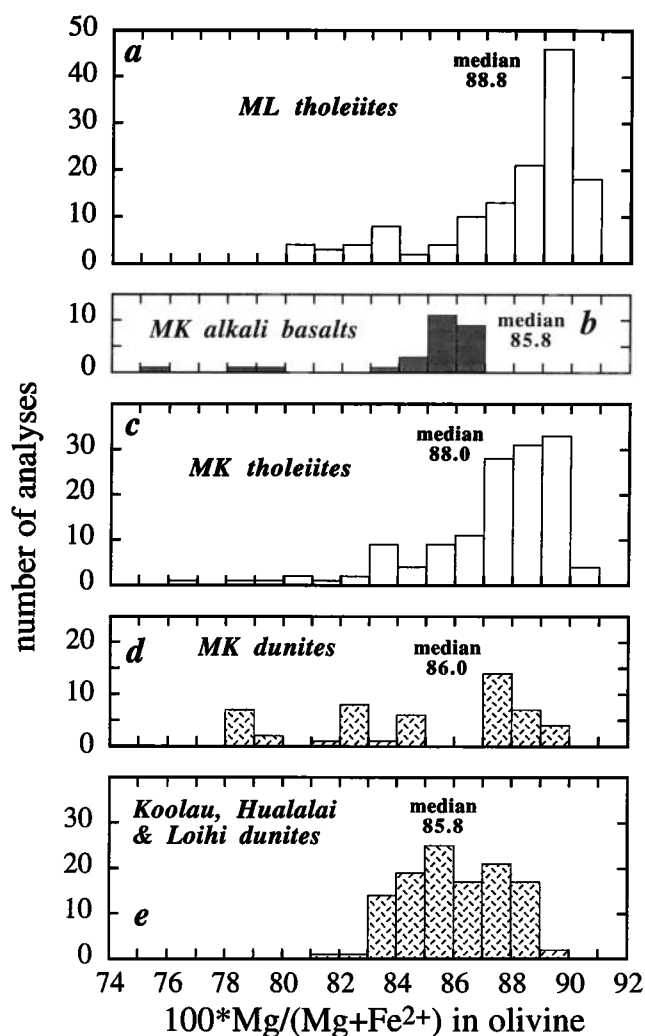 50
a
median
88.8
40
ML tholeiites
30
20
10
0
10
MK alkali basalts
median
85.8
b
0
c
median
88.0
30
MK tholeiites
20
10
0
number of analyses
20
d
MK dunites
median
86.0
10
0
Koolau, Hualalai
& Loihi dunites
median
85.8
30
20
10
e
0
74 76 78 80 82 84 86 88 90 92
100*Mg/(Mg+Fe2+) in olivine